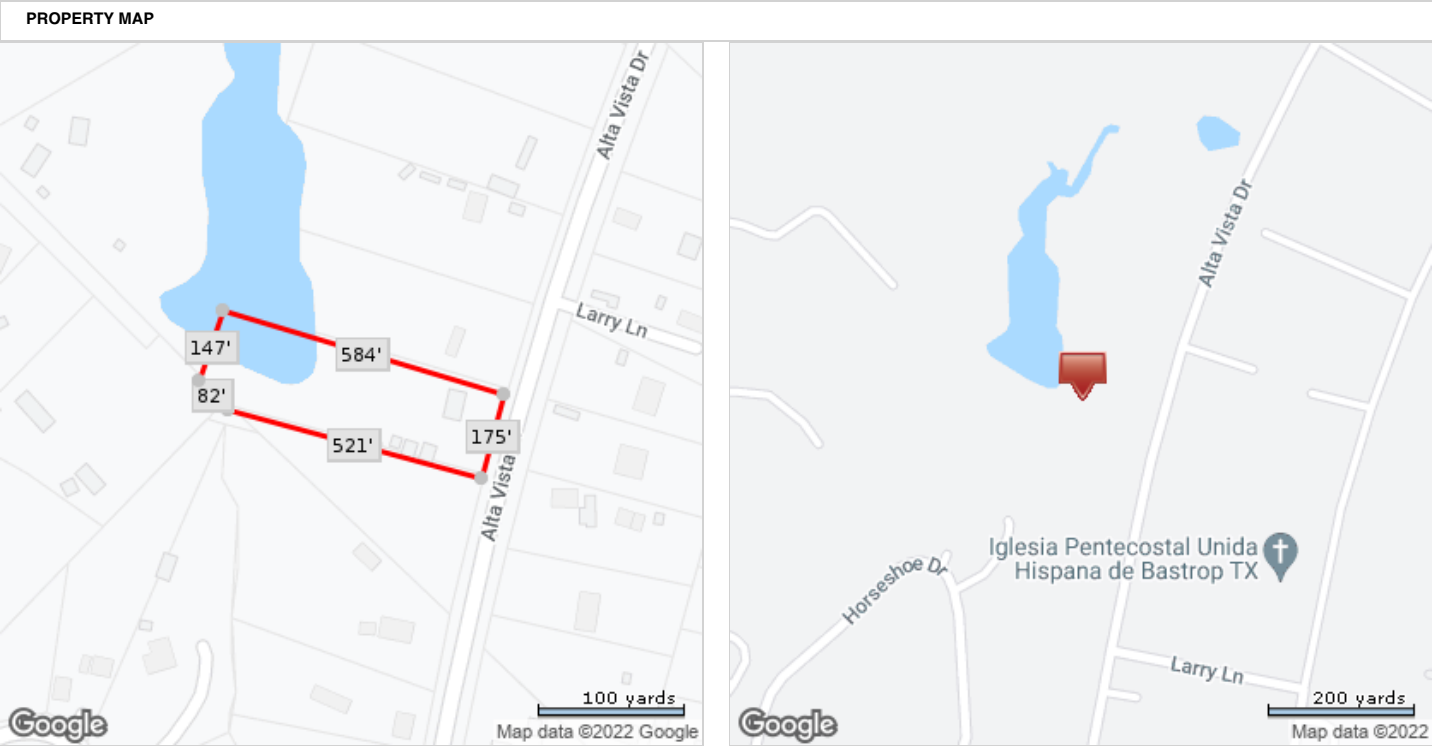 PROPERTY MAP
Alta Vista Dr
Larry Ln
147'
584'
82'
521'
175'
Alta Vista
100 yards
Google
Map data ©2022 Google
Alta Vista Dr
Iglesia Pentecostal Unida
Hispana de Bastrop TX
Horseshoe Dr
Larry Ln
200 yards
Google
Map data ©2022